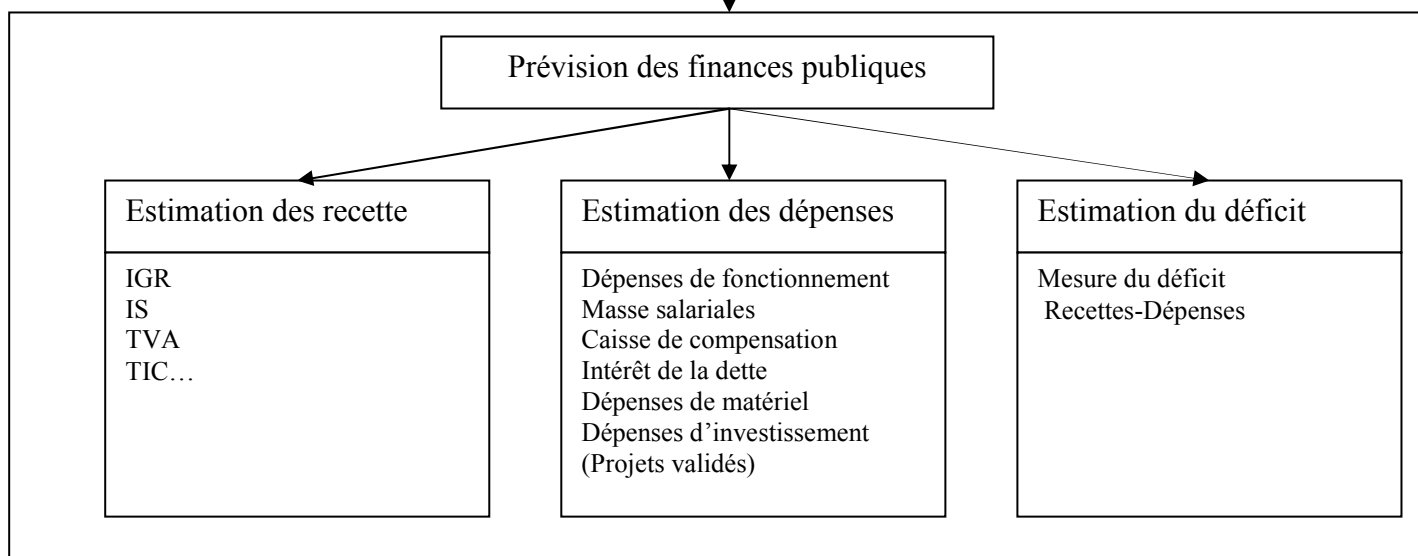 Prévision des finances publiques
Estimation des recette
IGR
IS
TVA
TIC…
Estimation des dépenses
Dépenses de fonctionnement
Masse salariales
Caisse de compensation
Intérêt de la dette
Dépenses de matériel
Dépenses d’investissement
(Projets validés)
Estimation du déficit
Mesure du déficit
Recettes-Dépenses